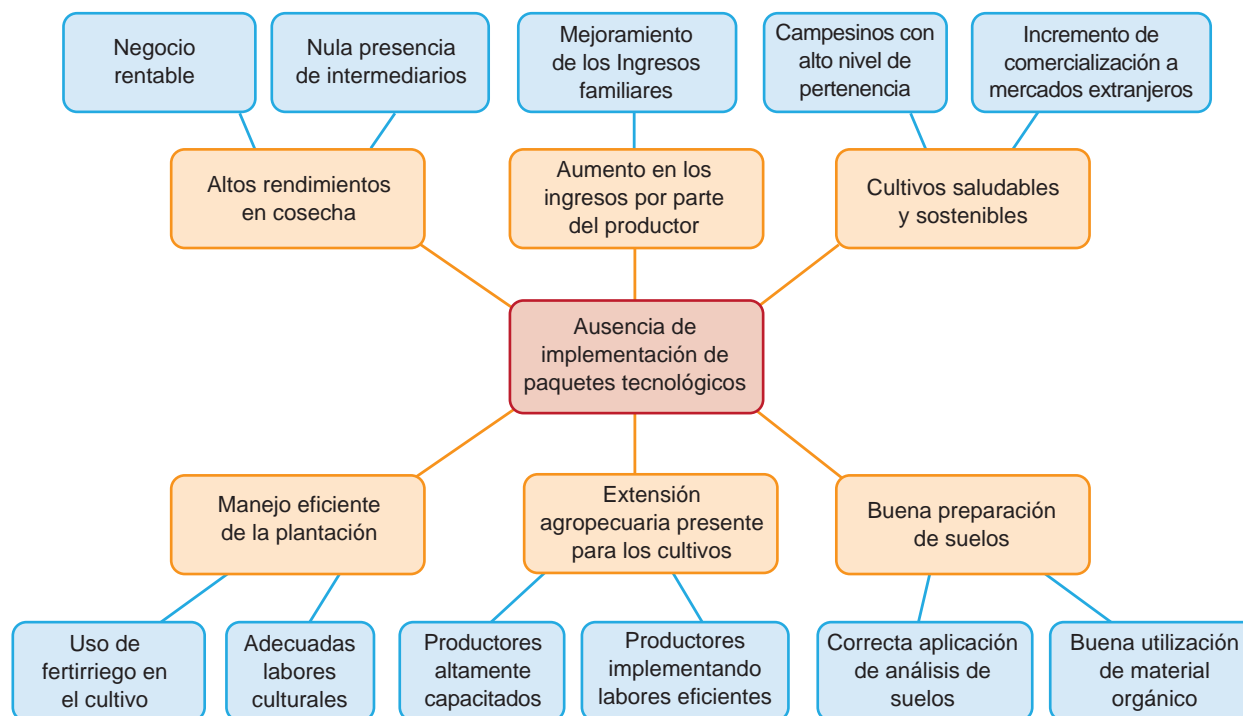 Negocio
rentable
Nula presencia
de intermediarios
Mejoramiento
de los Ingresos
familiares
Campesinos con
alto nivel de
pertenencia
Incremento de
comercialización a
mercados extranjeros
Altos rendimientos
en cosecha
Aumento en los
ingresos por parte
del productor
Cultivos saludables
y sostenibles
Ausencia de
implementación de
paquetes tecnológicos
Manejo eficiente
de la plantación
Extensión
agropecuaria presente
para los cultivos
Buena preparación
de suelos
Uso de
fertirriego en
el cultivo
Adecuadas
labores
culturales
Productores
altamente
capacitados
Productores
implementando
labores eficientes
Correcta aplicación
de análisis de
suelos
Buena utilización
de material
orgánico